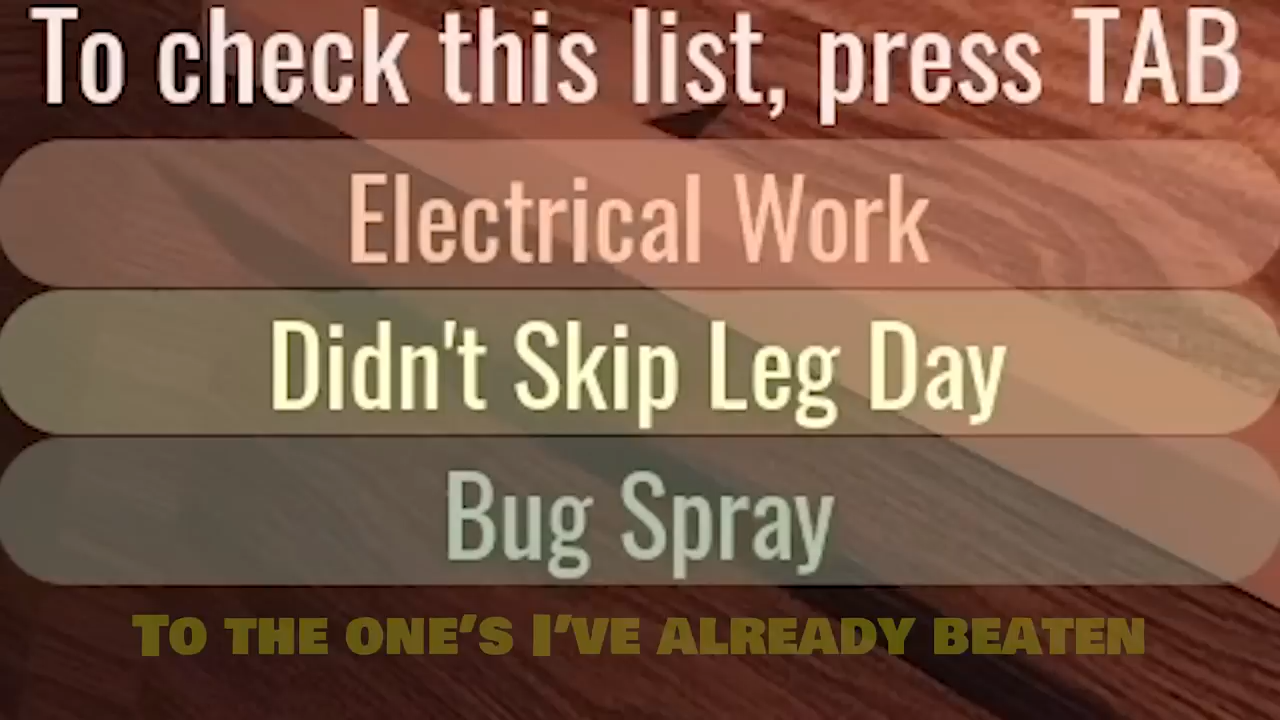 To check this list, press TAB
Electrical Work
Didn't Skip Leg Day
Bug Spray
To the one's I've already beaten